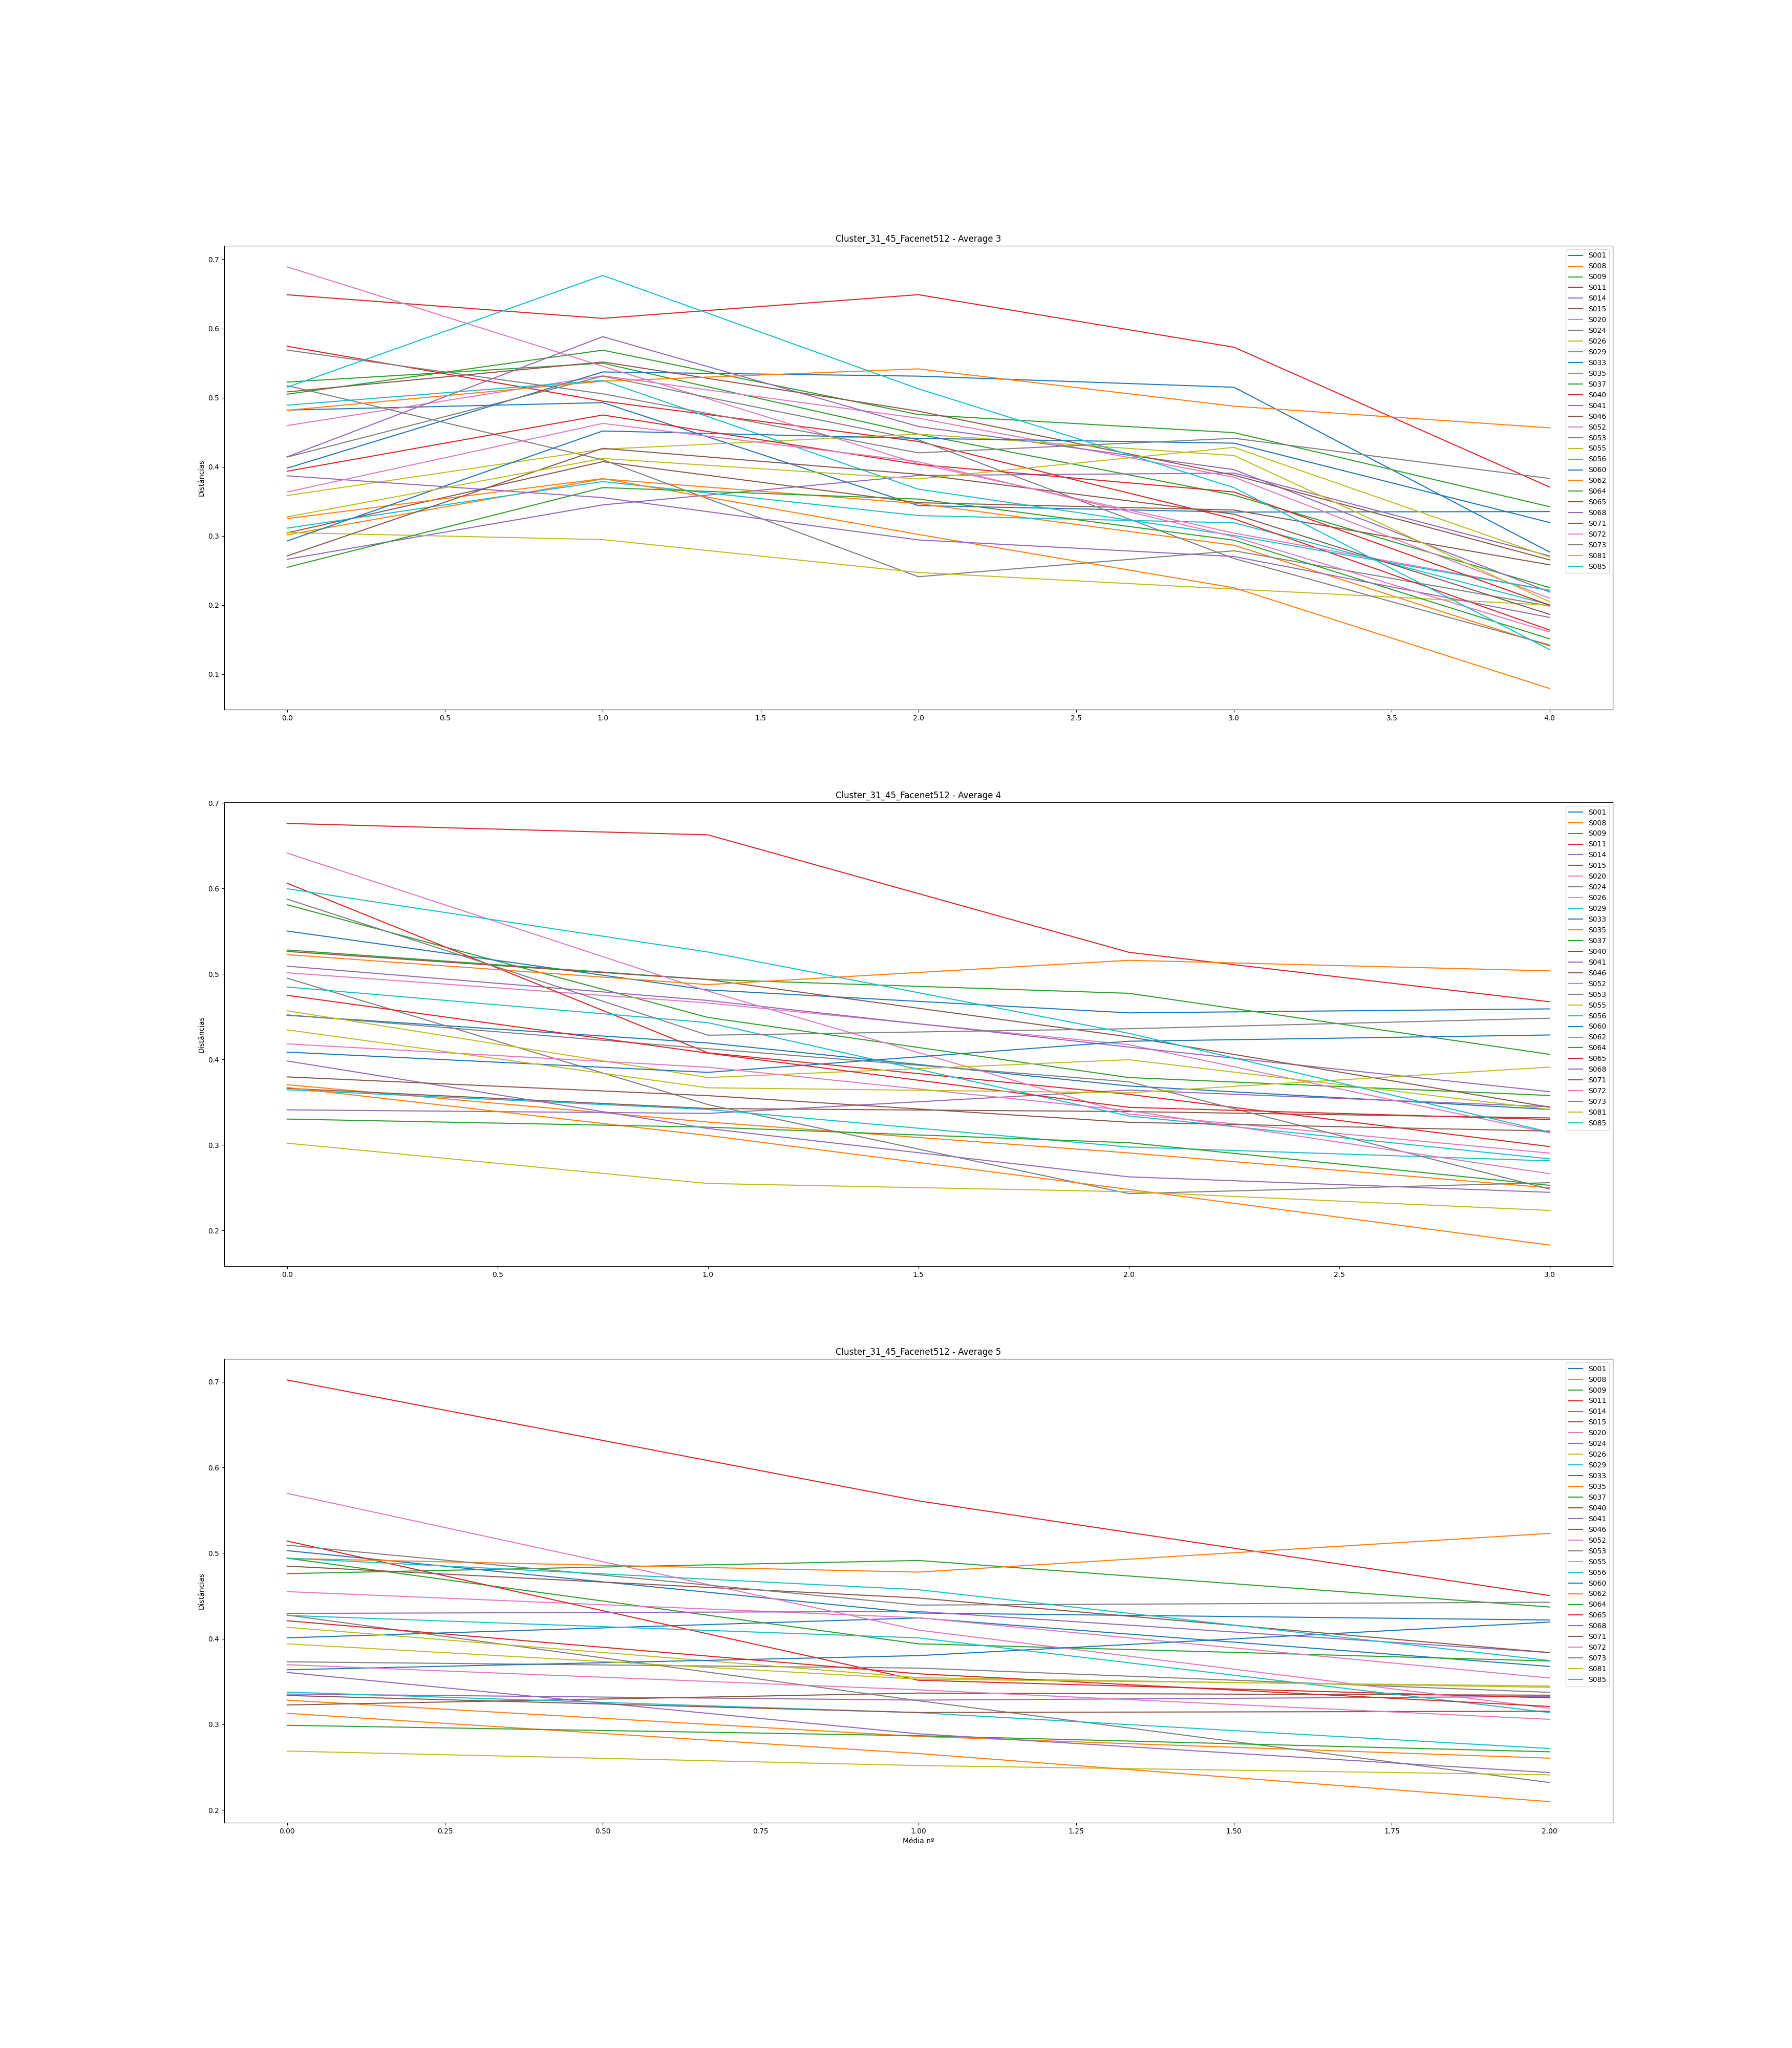 Cluster_31_45_Facenet512 - Average 3
Distâncias
0.7
0.6
0.5
0.4
0.3
0.2
0.1
0.0 0.5 1.0 1.5 2.0 2.5 3.0 3.5 4.0
S001
S008
S009
S011
S014
S015
S020
S024
S026
S029
S033
S035
S037
S040
S041
S046
S052
S053
S055
S056
S060
S062
S064
S065
S068
S071
S072
S073
S081
S085
Cluster_31_45_Facenet512 - Average 4
Distâncias
0.7
0.6
0.5
0.4
0.3
0.2
0.0 0.5 1.0 1.5 2.0 2.5 3.0
S001
S008
S009
S011
S014
S015
S020
S024
S026
S029
S033
S035
S037
S040
S041
S046
S052
S053
S055
S056
S060
S062
S064
S065
S068
S071
S072
S073
S081
S085
Cluster_31_45_Facenet512 - Average 5
Distâncias
0.7
0.6
0.5
0.4
0.3
0.2
0.00 0.25 0.50 0.75 1.00 1.25 1.50 1.75 2.00
Média nº
S001
S008
S009
S011
S014
S015
S020
S024
S026
S029
S033
S035
S037
S040
S041
S046
S052
S053
S055
S056
S060
S062
S064
S065
S068
S071
S072
S073
S081
S085